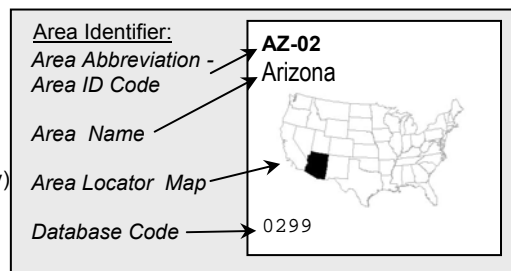 Area Identifier:
Area Abbreviation -
Area ID Code
Area Name
y)
Area Locator Map
Database Code
AZ-02
Arizona
0299